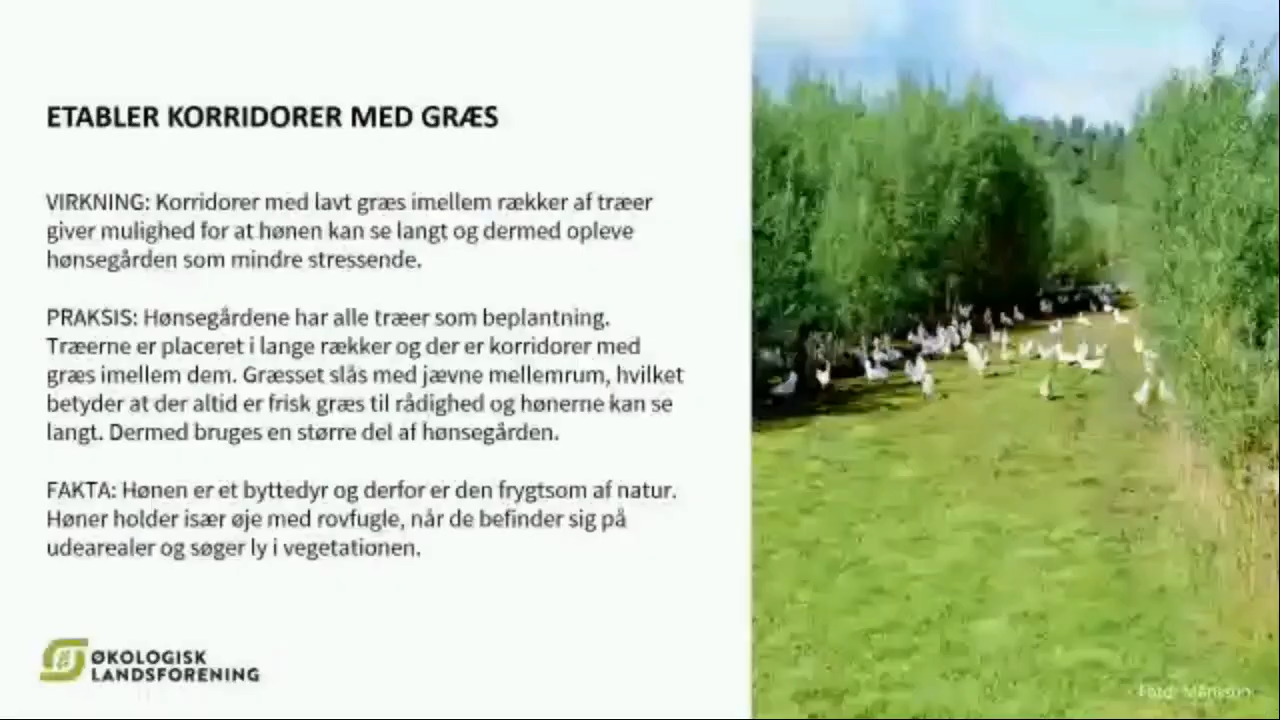 ETABLER KORRIDORER MED GRÆS
VIRKNING: Korridorer med lavt græs imellem rækker af træer
giver mulighed for at hønen kan se langt og dermed opleve
hønsegården som mindre stressende.
PRAKSIS: Hønsegårdene har alle træer som beplantning.
Træerne er placeret i lange rækker og der er korridorer med
græs imellem dem. Græsset slås med jævne mellemrum, hvilket
betyder at der altid er frisk græs til rådighed og hønerne kan se
langt. Dermed bruges en større del af hønsegården.
FAKTA: Hønen er et byttedyr og derfor er den frygtsom af natur.
Høner holder især øje med rovfugle, når de befinder sig på
udearealer og søger ly i vegetationen.
ØKOLOGISK
LANDSFORENING
Foto: